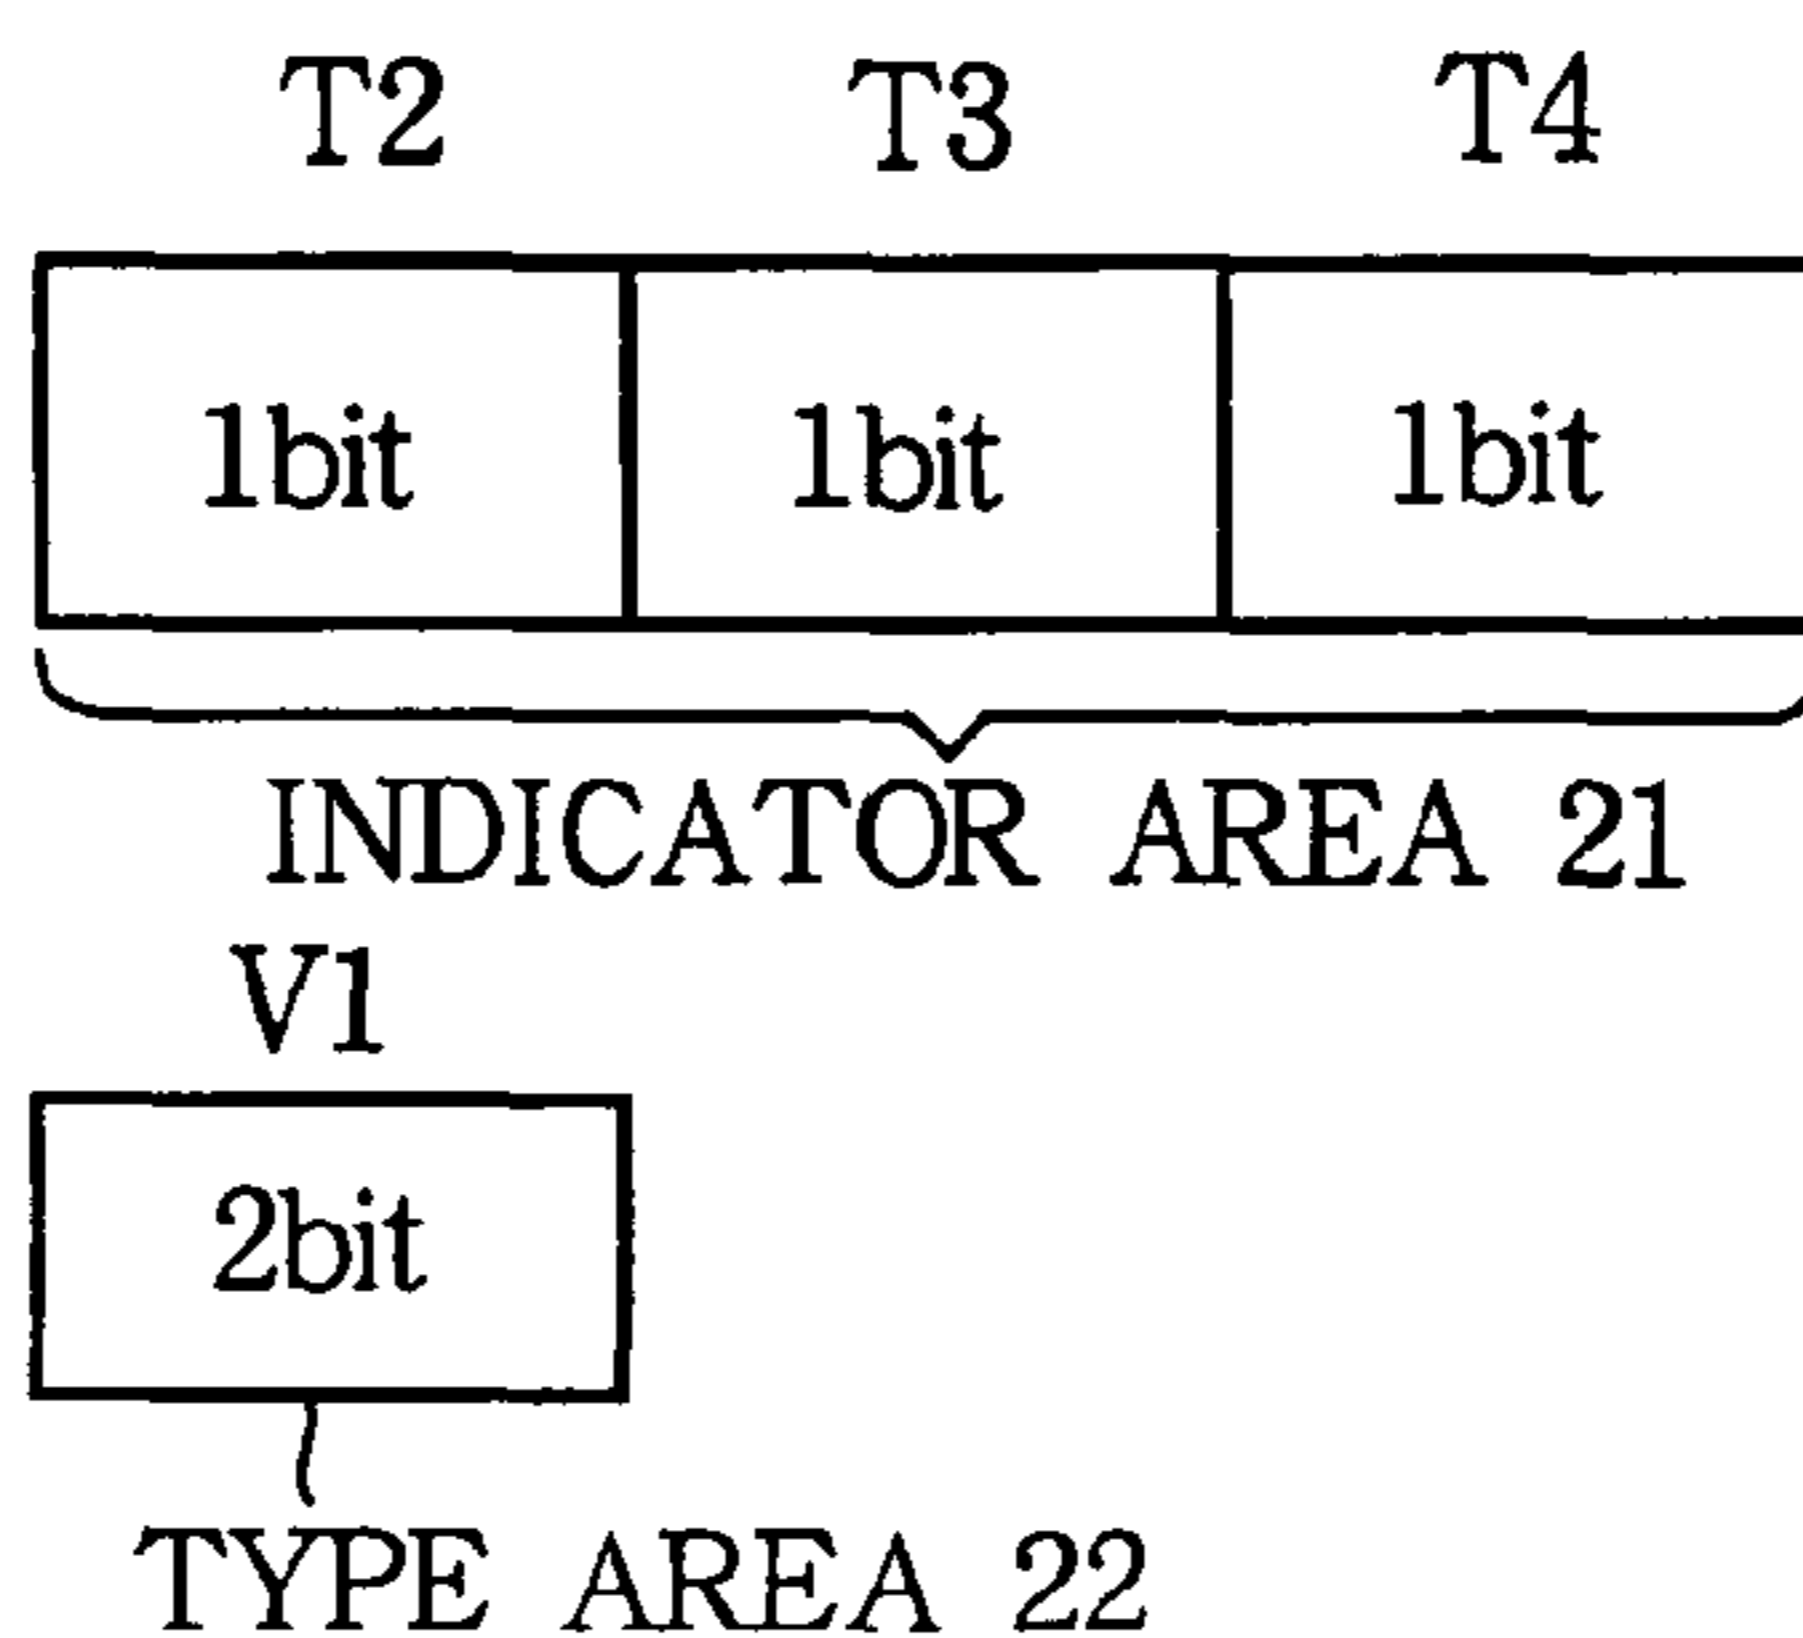 T2 T3 T4
1bit 1bit 1bit
INDICATOR AREA 21
V1
2bit
TYPE AREA 22